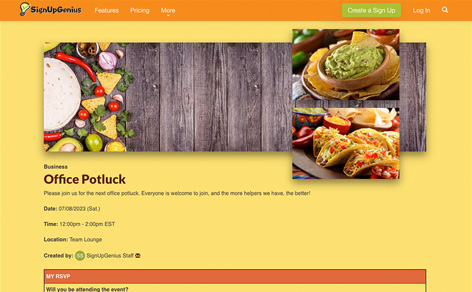 SignUpGenius
Features Pricing More Create a Sign Up Log In
Business
Office Potluck
Please join us for the next office potluck. Everyone is welcome to join, and the more helpers we have, the better!
Date: 07/08/2023 (Sat.)
Time: 12:00pm - 2:00pm EST
Location: Team Lounge
Created by: SS SignUpGenius Staff
MY RSVP
Will you be attending the event?